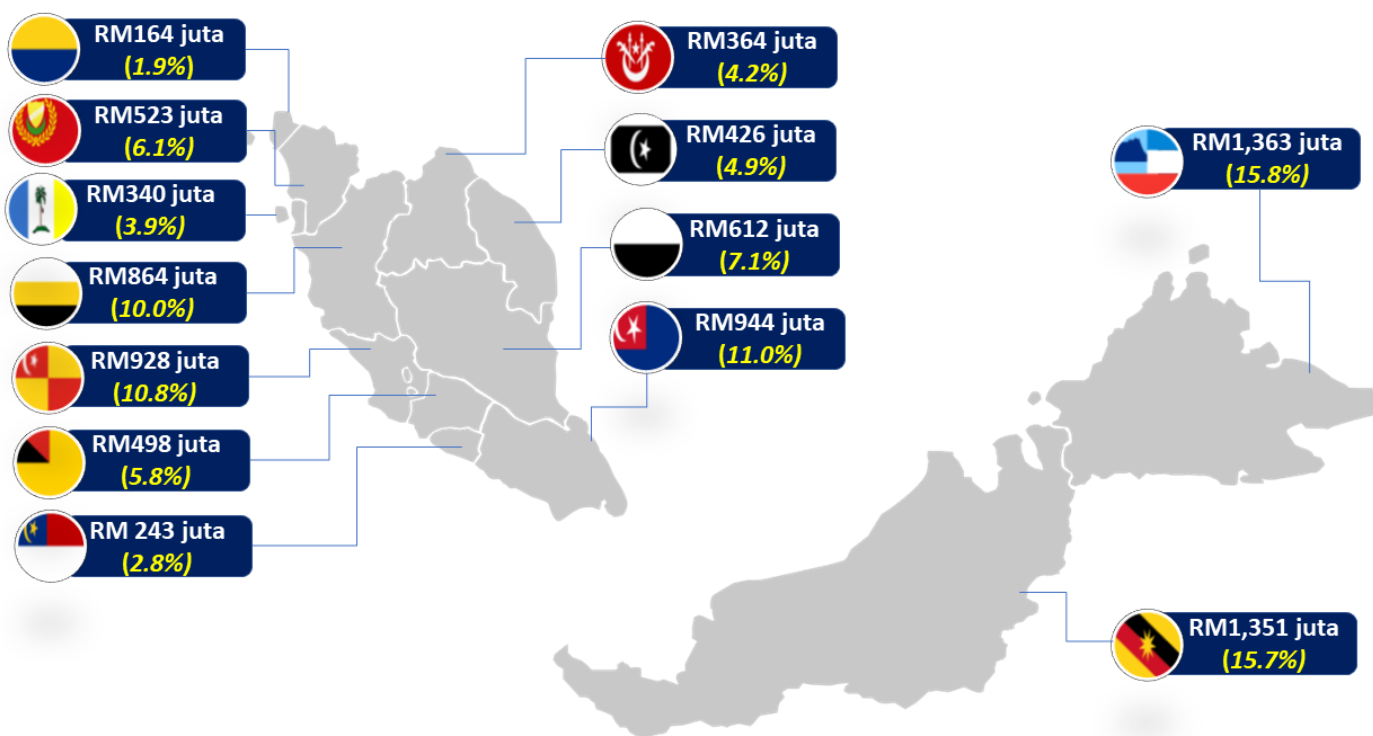 RM164 juta
(1.9%)
RM523 juta
(6.1%)
RM340 juta
(3.9%)
RM864 juta
(10.0%)
RM928 juta
(10.8%)
RM498 juta
(5.8%)
RM 243 juta
(2.8%)
RM364 juta
(4.2%)
RM426 juta
(4.9%)
RM612 juta
(7.1%)
RM944 juta
(11.0%)
RM1,363 juta
(15.8%)
RM1,351 juta
(15.7%)